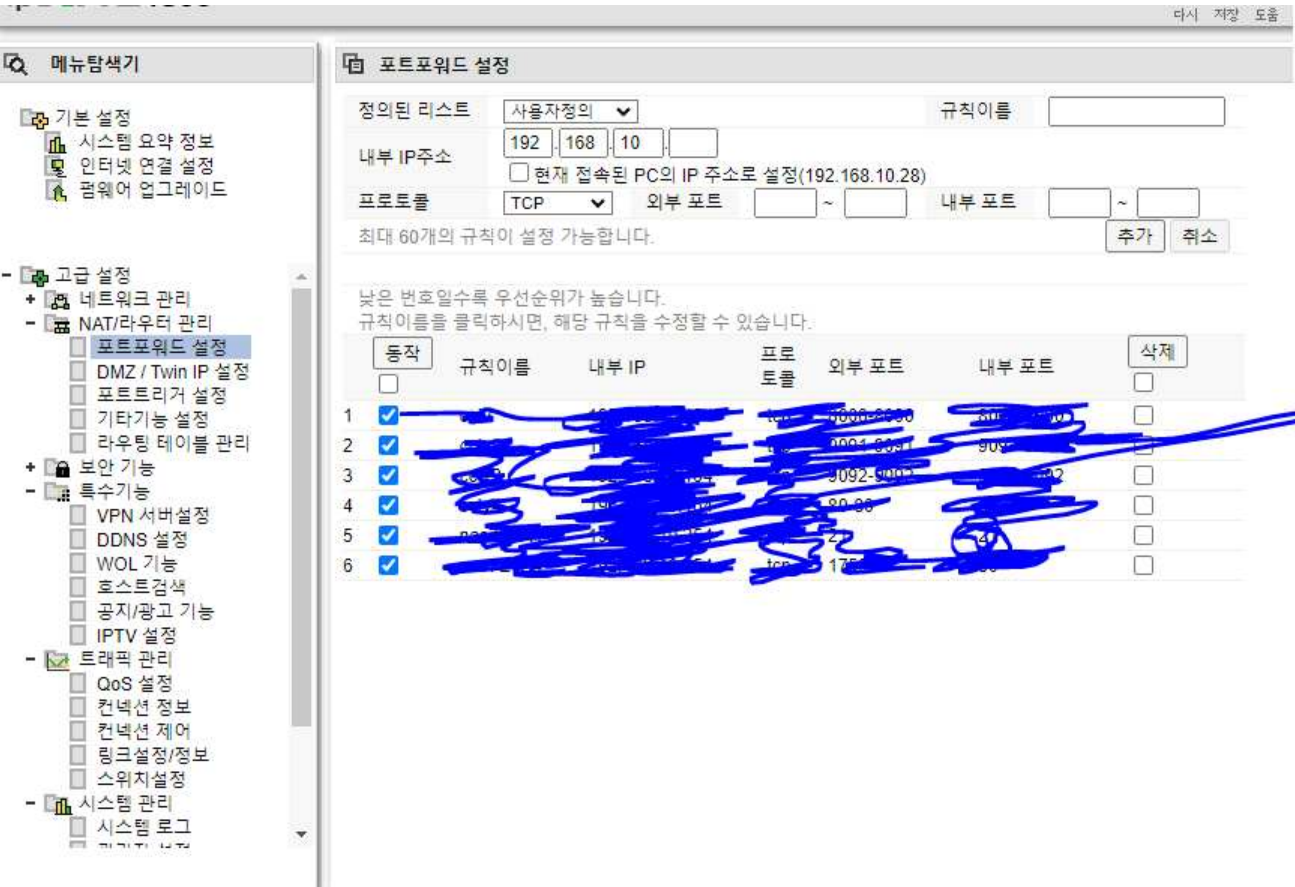 다시 저장 도움
메뉴탐색기
기본 설정
시스템 요약 정보
인터넷 연결 설정
펌웨어 업그레이드
고급 설정
네트워크 관리
NAT/라우터 관리
포트포워드 설정
DMZ / Twin IP 설정
포트트리거 설정
기타기능 설정
라우팅 테이블 관리
보안 기능
특수기능
VPN 서버설정
DDNS 설정
WOL 기능
호스트검색
공지/광고 기능
IPTV 설정
트래픽 관리
QoS 설정
컨넥션 정보
컨넥션 제어
링크설정/정보
스위치설정
시스템 관리
시스템 로그
포트포워드 설정
정의된 리스트 사용자정의 규칙이름
내부 IP주소 192 . 168 . 10 .
현재 접속된 PC의 IP 주소로 설정(192.168.10.28)
프로토콜 TCP 외부 포트 ~ 내부 포트 ~
최대 60개의 규칙이 설정 가능합니다. 추가 취소
낮은 번호일수록 우선순위가 높습니다.
규칙이름을 클릭하시면, 해당 규칙을 수정할 수 있습니다.
동작 규칙이름 내부 IP 프로토콜 외부 포트 내부 포트 삭제
1
2
3
4
5
6